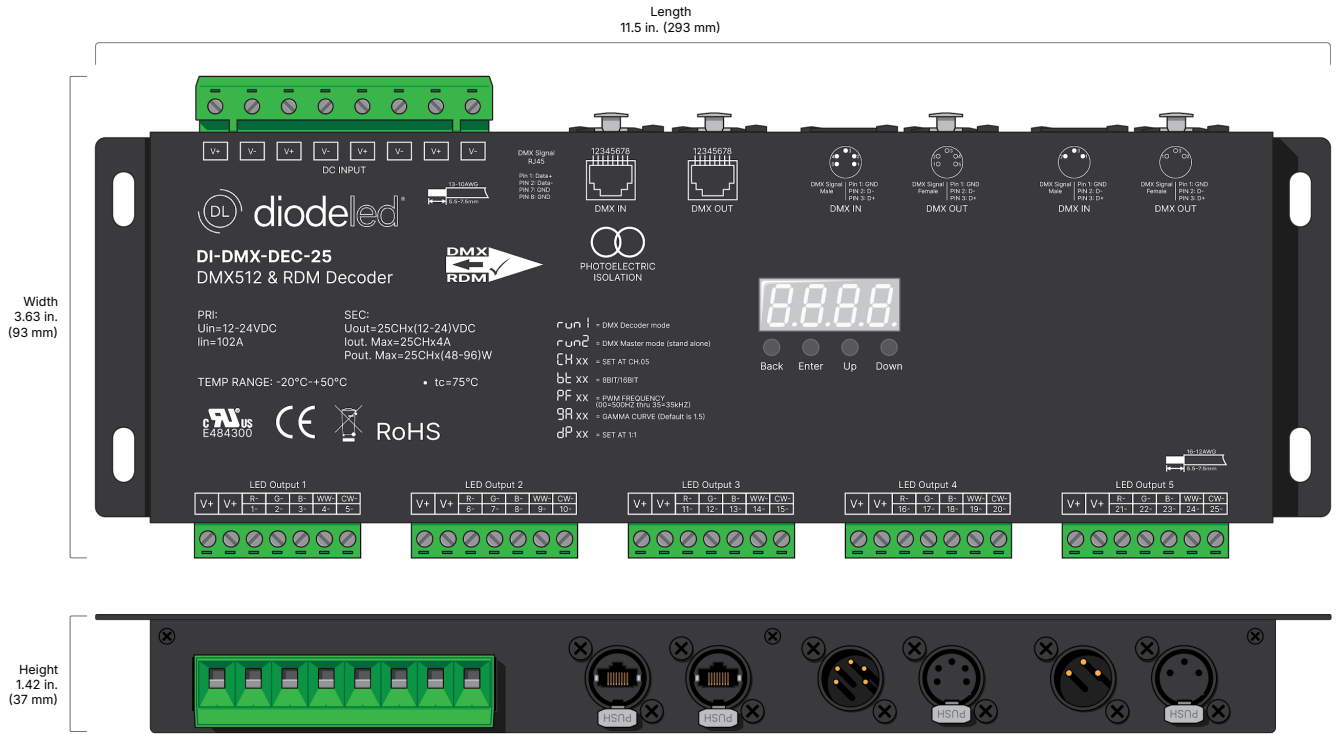 Length
11.5 in. (293 mm)
Width
3.63 in.
(93 mm)
V+ V- V+ V- V+ V- V+ V-
DC INPUT
13-10AWG
5.5-7.5mm
DL diodeled®
DI-DMX-DEC-25
DMX512 & RDM Decoder
DMX
RDM
PRI:
Uin=12-24VDC
Iin=102A
SEC:
Uout=25CHx(12-24)VDC
Iout. Max=25CHx4A
Pout. Max=25CHx(48-96)W
TEMP RANGE: -20°C-+50°C
• tc=75°C
c RU US
E484300
CE
RoHS
DMX Signal
RJ45
Pin 1: Data+
PIN 2: Data-
PIN 7: GND
PIN 8: GND
12345678
DMX IN
12345678
DMX OUT
DMX Signal
Male
Pin 1: GND
PIN 2: D-
PIN 3: D+
DMX IN
DMX Signal
Female
Pin 1: GND
PIN 2: D-
PIN 3: D+
DMX OUT
DMX Signal
Male
Pin 1: GND
PIN 2: D-
PIN 3: D+
DMX IN
DMX Signal
Female
Pin 1: GND
PIN 2: D-
PIN 3: D+
DMX OUT
PHOTOELECTRIC
ISOLATION
run1 = DMX Decoder mode
run2 = DMX Master mode (stand alone)
CH xx = SET AT CH.05
bt xx = 8BIT/16BIT
PF xx = PWM FREQUENCY
(00=500HZ thru 35=35kHZ)
gA xx = GAMMA CURVE (Default is 1.5)
dP xx = SET AT 1:1
8.8.8.8.
Back Enter Up Down
16-12AWG
5.5-7.5mm
LED Output 1
V+ V+ R- G- B- WW- CW-
1- 2- 3- 4- 5-
LED Output 2
V+ V+ R- G- B- WW- CW-
6- 7- 8- 9- 10-
LED Output 3
V+ V+ R- G- B- WW- CW-
11- 12- 13- 14- 15-
LED Output 4
V+ V+ R- G- B- WW- CW-
16- 17- 18- 19- 20-
LED Output 5
V+ V+ R- G- B- WW- CW-
21- 22- 23- 24- 25-
Height
1.42 in.
(37 mm)
PUSH
PUSH
PUSH
PUSH